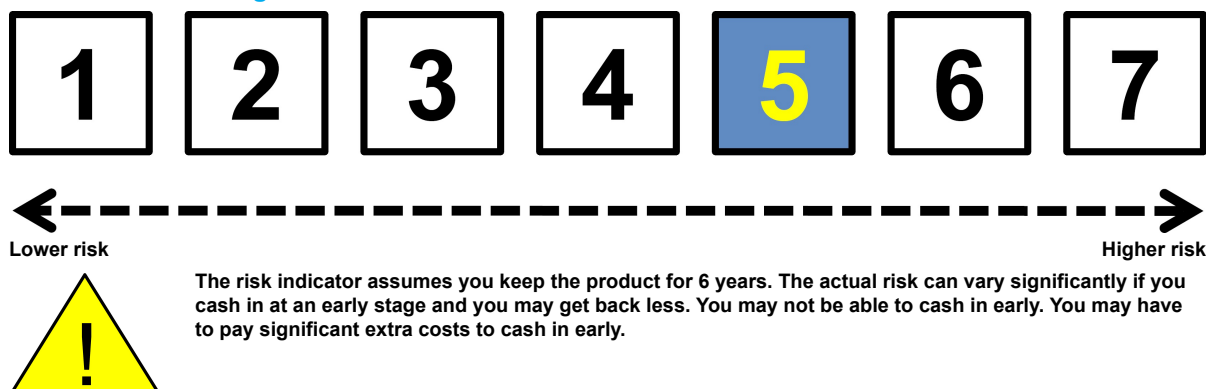 1 2 3 4 5 6 7
Lower risk Higher risk
The risk indicator assumes you keep the product for 6 years. The actual risk can vary significantly if you
cash in at an early stage and you may get back less. You may not be able to cash in early. You may have
to pay significant extra costs to cash in early.
!